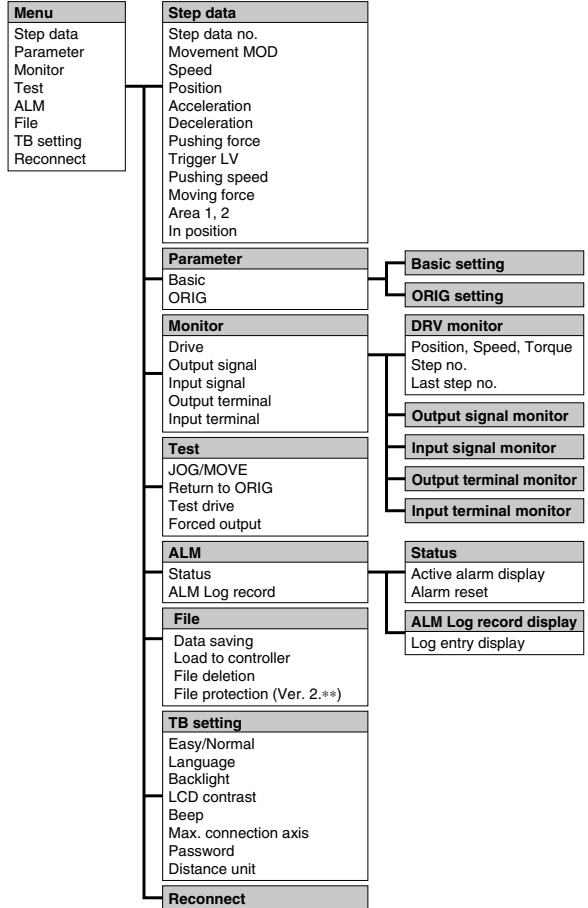 Menu
Step data
Parameter
Monitor
Test
ALM
File
TB setting
Reconnect
Step data
Step data no.
Movement MOD
Speed
Position
Acceleration
Deceleration
Pushing force
Trigger LV
Pushing speed
Moving force
Area 1, 2
In position
Parameter
Basic
ORIG
Basic setting
ORIG setting
Monitor
Drive
Output signal
Input signal
Output terminal
Input terminal
DRV monitor
Position, Speed, Torque
Step no.
Last step no.
Output signal monitor
Input signal monitor
Output terminal monitor
Input terminal monitor
Test
JOG/MOVE
Return to ORIG
Test drive
Forced output
ALM
Status
ALM Log record
Status
Active alarm display
Alarm reset
ALM Log record display
Log entry display
File
Data saving
Load to controller
File deletion
File protection (Ver. 2.**)
TB setting
Easy/Normal
Language
Backlight
LCD contrast
Beep
Max. connection axis
Password
Distance unit
Reconnect